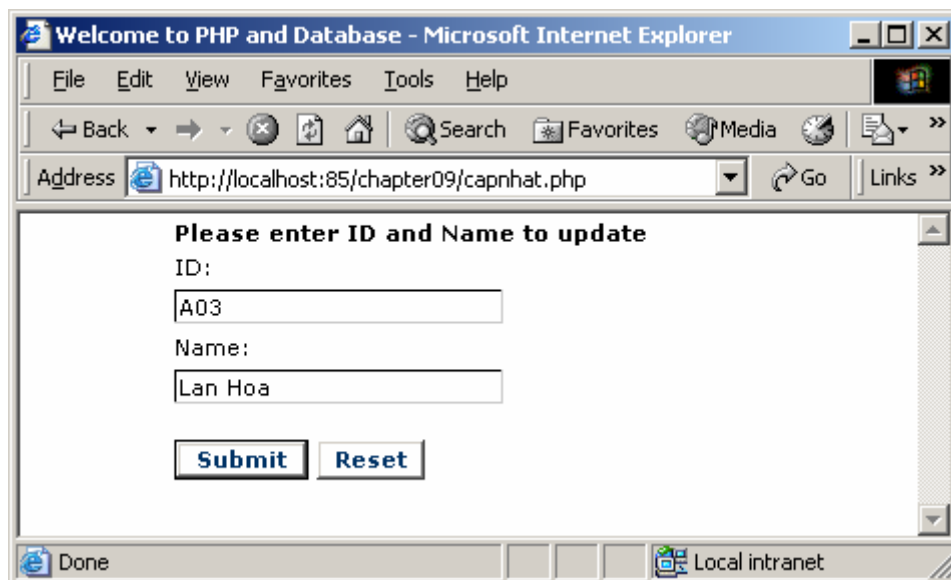 Welcome to PHP and Database - Microsoft Internet Explorer
File Edit View Favorites Tools Help
Back Search Favorites Media »
Address http://localhost:85/chapter09/capnhat.php Go Links »
Please enter ID and Name to update
ID:
A03
Name:
Lan Hoa
Submit Reset
Done Local intranet